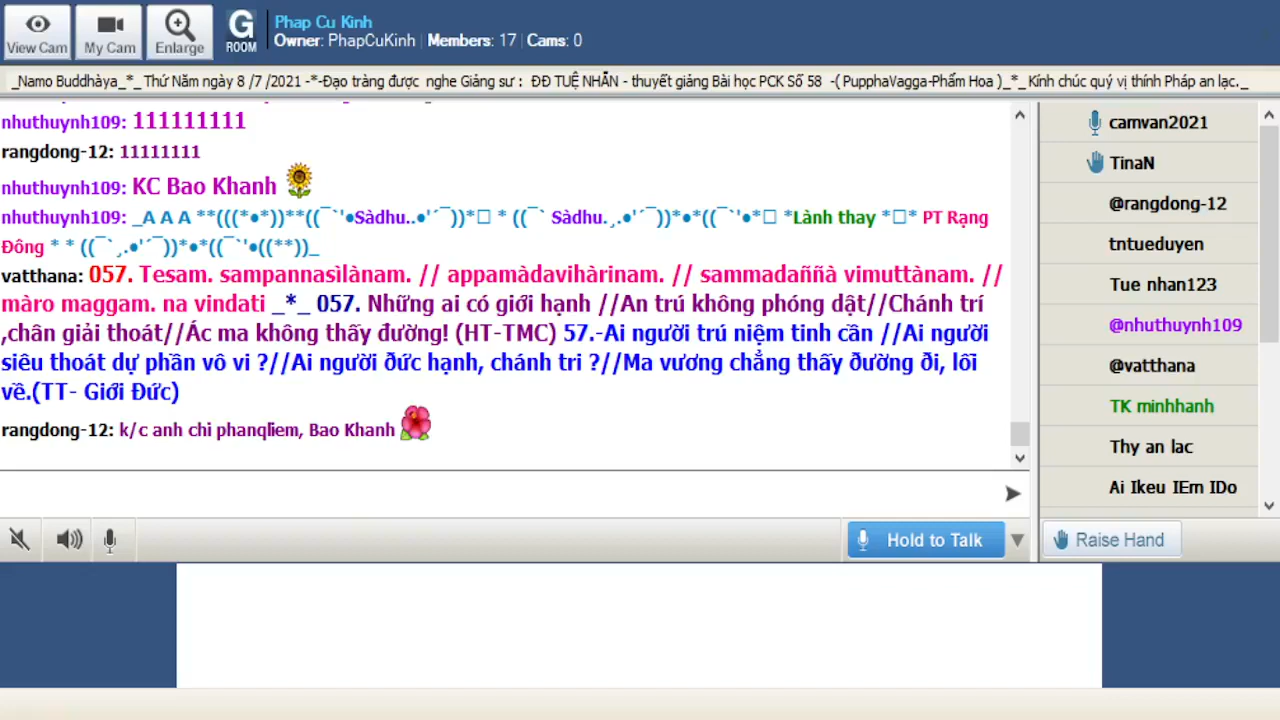 View Cam
My Cam
Enlarge
G
ROOM
Phap Cu Kinh
Owner: PhapCuKinh Members: 17 Cams: 0
_Namo Buddhàya_*_ Thứ Năm ngày 8 /7 /2021 -*-Đạo tràng được nghe Giảng sư : ĐĐ TUỆ NHẪN - thuyết giảng Bài học PCK Số 58 -( PupphaVagga-Phẩm Hoa )_*_Kính chúc quý vị thính Pháp an lạc._
nhuthuynh109: 111111111
rangdong-12: 11111111
nhuthuynh109: KC Bao Khanh
nhuthuynh109: _A A A **(((*•*))**((¯`'•Sàdhu..•'´¯))*□ * ((¯` Sàdhu.¸.•'´¯))*•*((¯`'•*□ *Lành thay *□* PT Rạng
Đông * * ((¯`¸.•'´¯))*•*((¯`'•((**))_
vatthana: 057. Tesam. sampannasìlànam. // appamàdavihàrinam. // sammadaññà vimuttànam. //
màro maggam. na vindati _*_ 057. Những ai có giới hạnh //An trú không phóng dật//Chánh trí
,chân giải thoát//Ác ma không thấy đường! (HT-TMC) 57.-Ai người trú niệm tinh cần //Ai người
siêu thoát dự phần vô vi ?//Ai người ðức hạnh, chánh tri ?//Ma vương chẳng thấy ðường ði, lối
về.(TT- Giới Đức)
rangdong-12: k/c anh chi phanqliem, Bao Khanh
Hold to Talk
camvan2021
TinaN
@rangdong-12
tntueduyen
Tue nhan123
@nhuthuynh109
@vatthana
TK minhhanh
Thy an lac
Ai Ikeu IEm IDo
Raise Hand